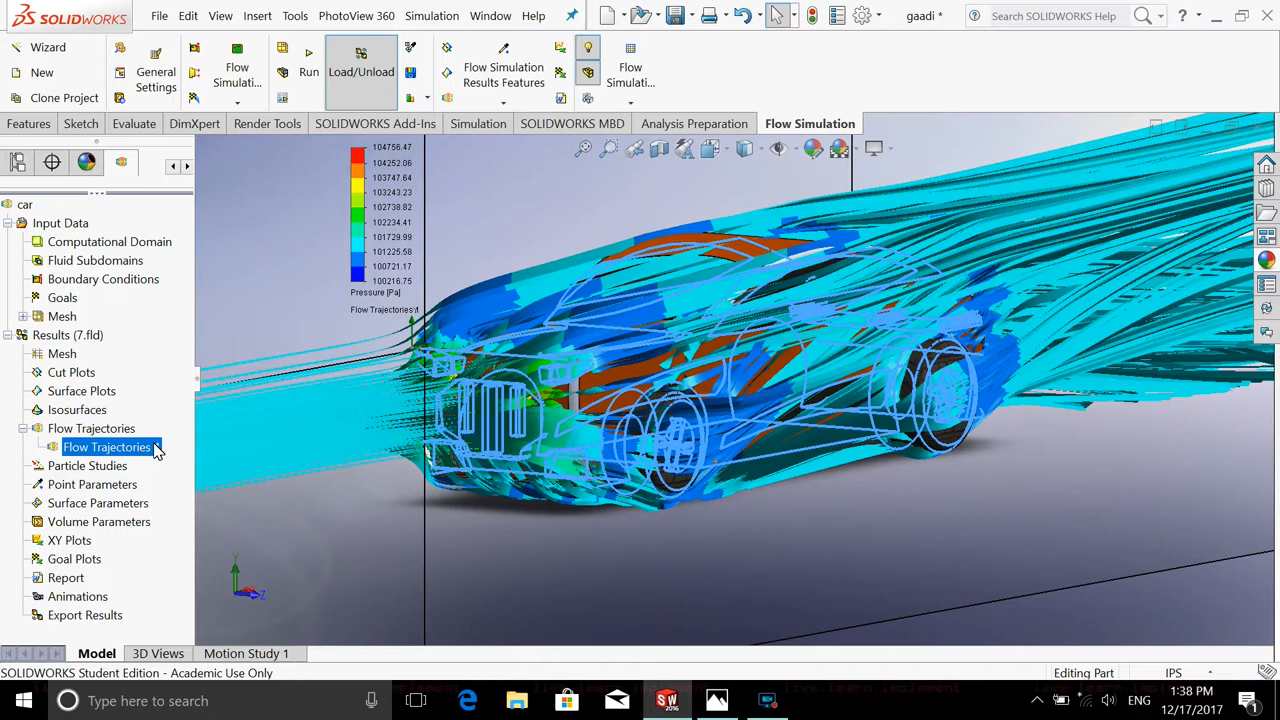 SOLIDWORKS
File
Edit
View
Insert
Tools
PhotoView 360
Simulation
Window
Help
gaadi *
Search SOLIDWORKS Help
?
Wizard
New
Clone Project
General
Settings
Flow
Simulati...
Run
Load/Unload
Flow Simulation
Results Features
Flow
Simulati...
Features
Sketch
Evaluate
DimXpert
Render Tools
SOLIDWORKS Add-Ins
Simulation
SOLIDWORKS MBD
Analysis Preparation
Flow Simulation
car
Input Data
Computational Domain
Fluid Subdomains
Boundary Conditions
Goals
Mesh
Results (7.fld)
Mesh
Cut Plots
Surface Plots
Isosurfaces
Flow Trajectories
Flow Trajectories
Particle Studies
Point Parameters
Surface Parameters
Volume Parameters
XY Plots
Goal Plots
Report
Animations
Export Results
104756.47
104252.06
103747.64
103243.23
102738.82
102234.41
101729.99
101225.58
100721.17
100216.75
Pressure [Pa]
Flow Trajectories
Y
Z
Model
3D Views
Motion Study 1
SOLIDWORKS Student Edition - Academic Use Only
Editing Part
IPS
Type here to search
SW
2016
ENG
1:38 PM
12/17/2017
1